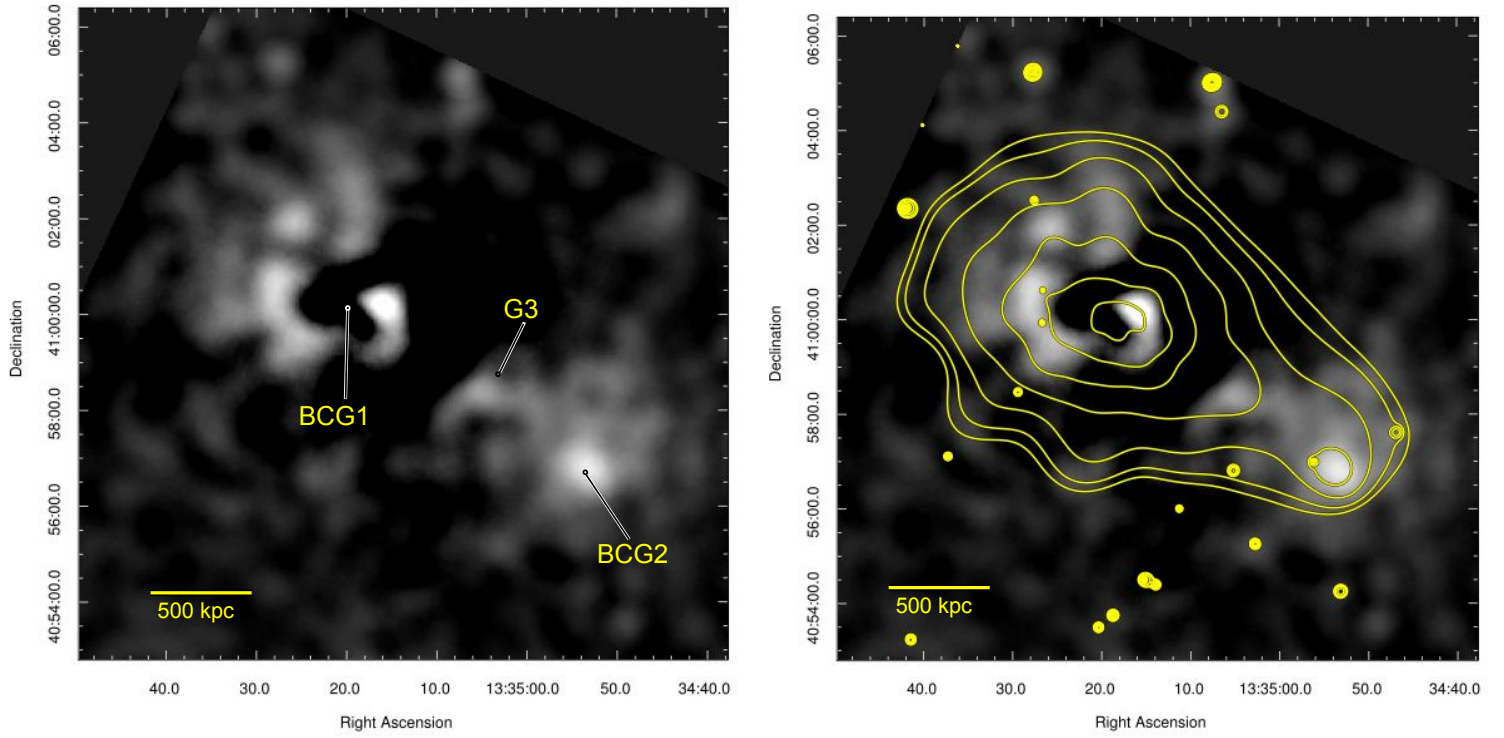 06:00.0
04:00.0
02:00.0
41:00:00.0
58:00.0
56:00.0
40:54:00.0
Declination
G3
BCG1
BCG2
500 kpc
40.0 30.0 20.0 10.0 13:35:00.0 50.0 34:40.0
Right Ascension
06:00.0
04:00.0
02:00.0
41:00:00.0
58:00.0
56:00.0
40:54:00.0
Declination
500 kpc
40.0 30.0 20.0 10.0 13:35:00.0 50.0 34:40.0
Right Ascension